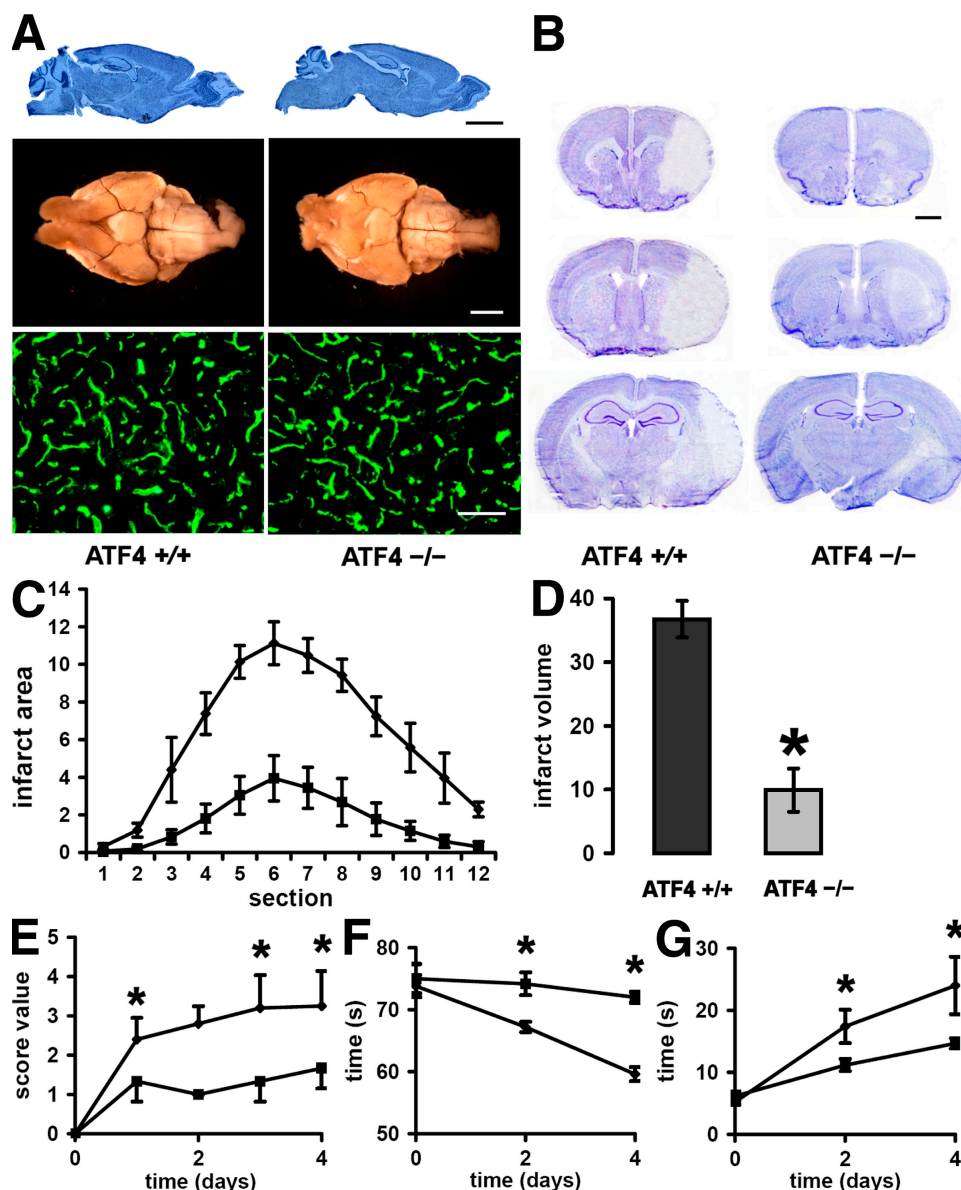 A
B
ATF4 +/+
ATF4 −/−
ATF4 +/+
ATF4 −/−
C
infarct area
14
12
10
8
6
4
2
0
1 2 3 4 5 6 7 8 9 10 11 12
section
D
infarct volume
40
30
20
10
0
*
ATF4 +/+
ATF4 −/−
E
score value
5
4
3
2
1
0
* * *
0 2 4
time (days)
F
time (s)
80
70
60
50
* *
0 2 4
time (days)
G
time (s)
30
20
10
0
* *
0 2 4
time (days)